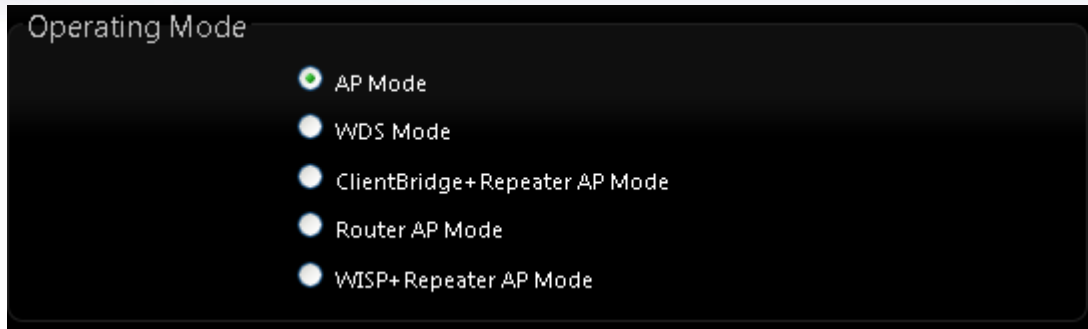 Operating Mode
AP Mode
WDS Mode
ClientBridge+Repeater AP Mode
Router AP Mode
WISP+Repeater AP Mode